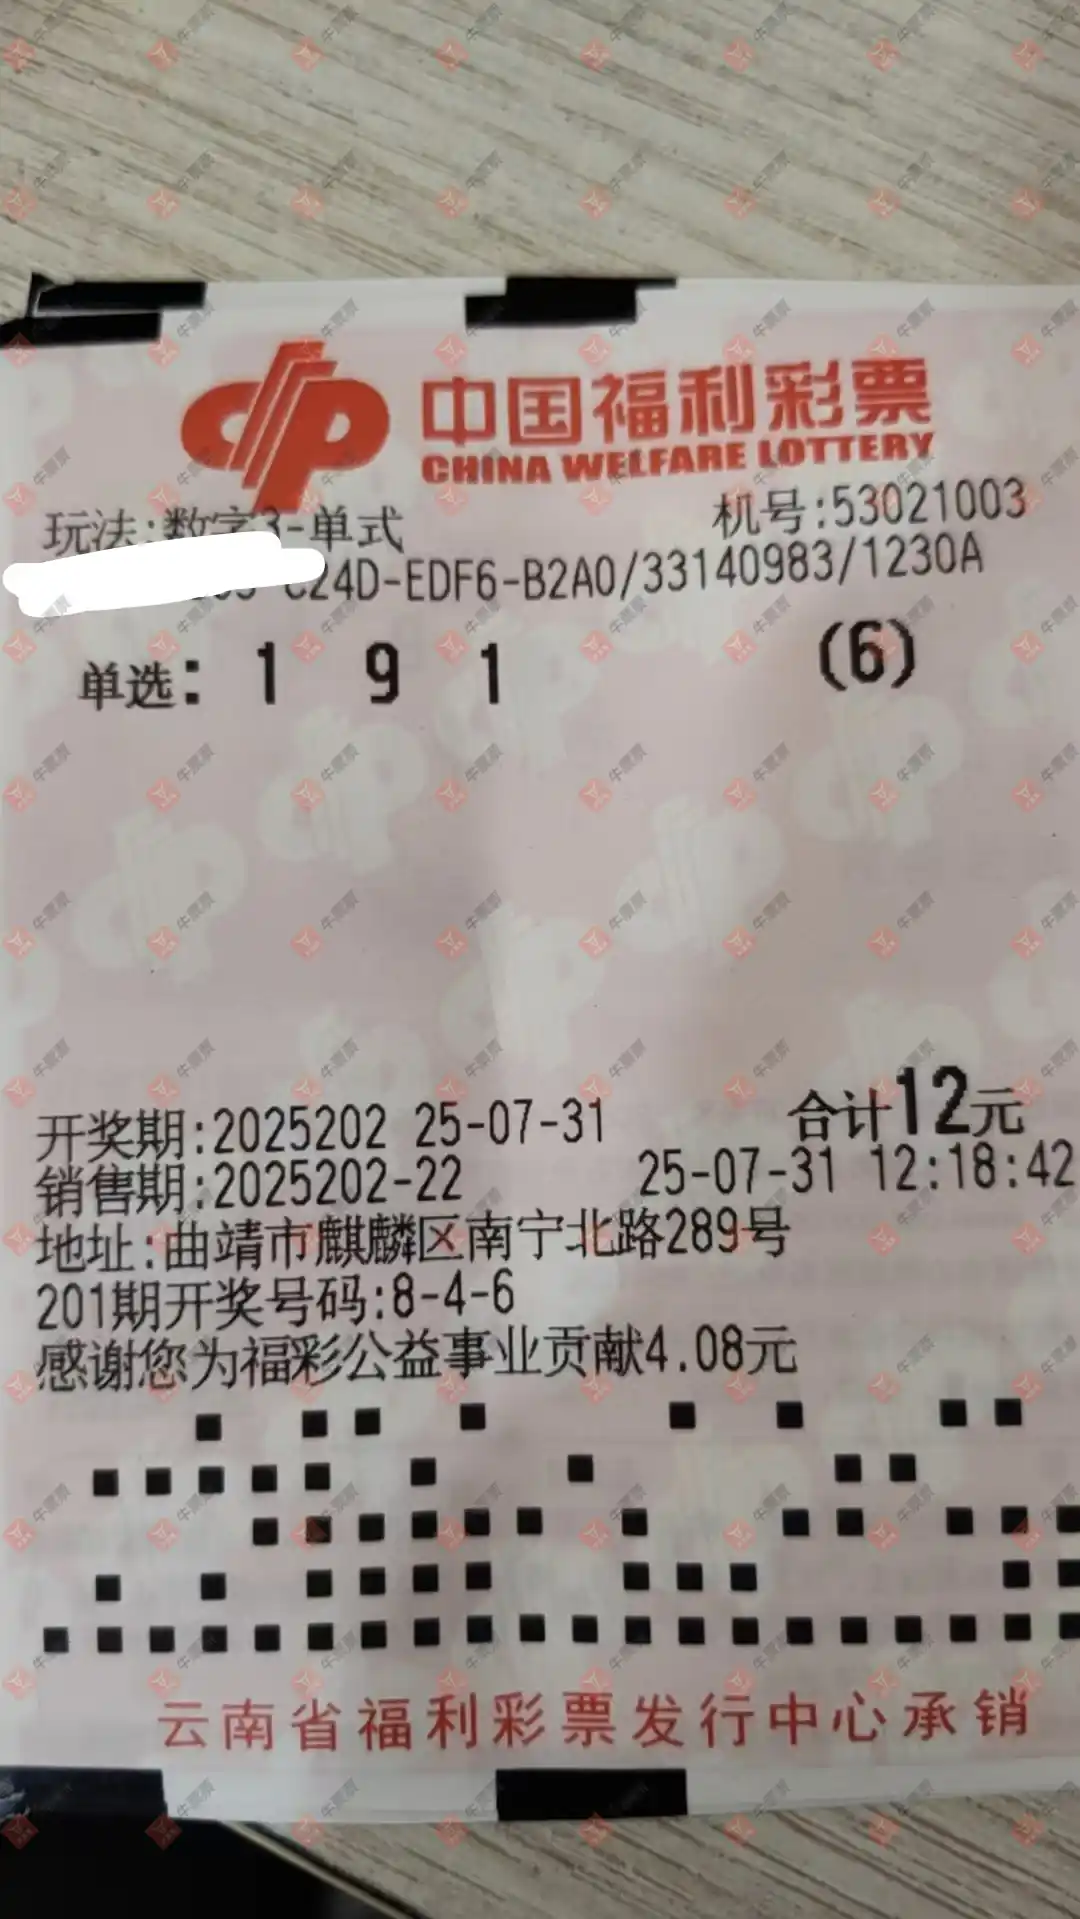 中国福利彩票
CHINA WELFARE LOTTERY
玩法:数字3-单式 机号:53021003
C24D-EDF6-B2A0/33140983/1230A
单选: 1 9 1 (6)
开奖期:2025202 25-07-31 合计12元
销售期:2025202-22 25-07-31 12:18:42
地址:曲靖市麒麟区南宁北路289号
201期开奖号码:8-4-6
感谢您为福彩公益事业贡献4.08元
云南省福利彩票发行中心承销